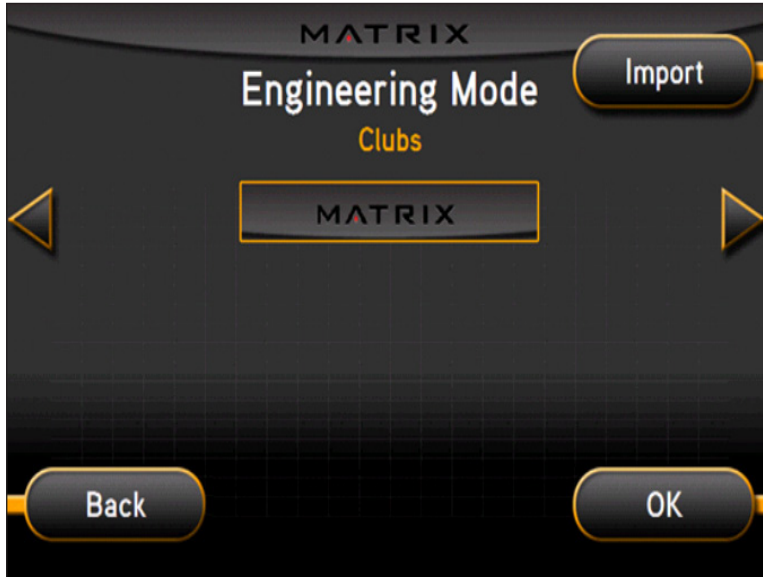 MATRIX
Import
Engineering Mode
Clubs
MATRIX
Back
OK